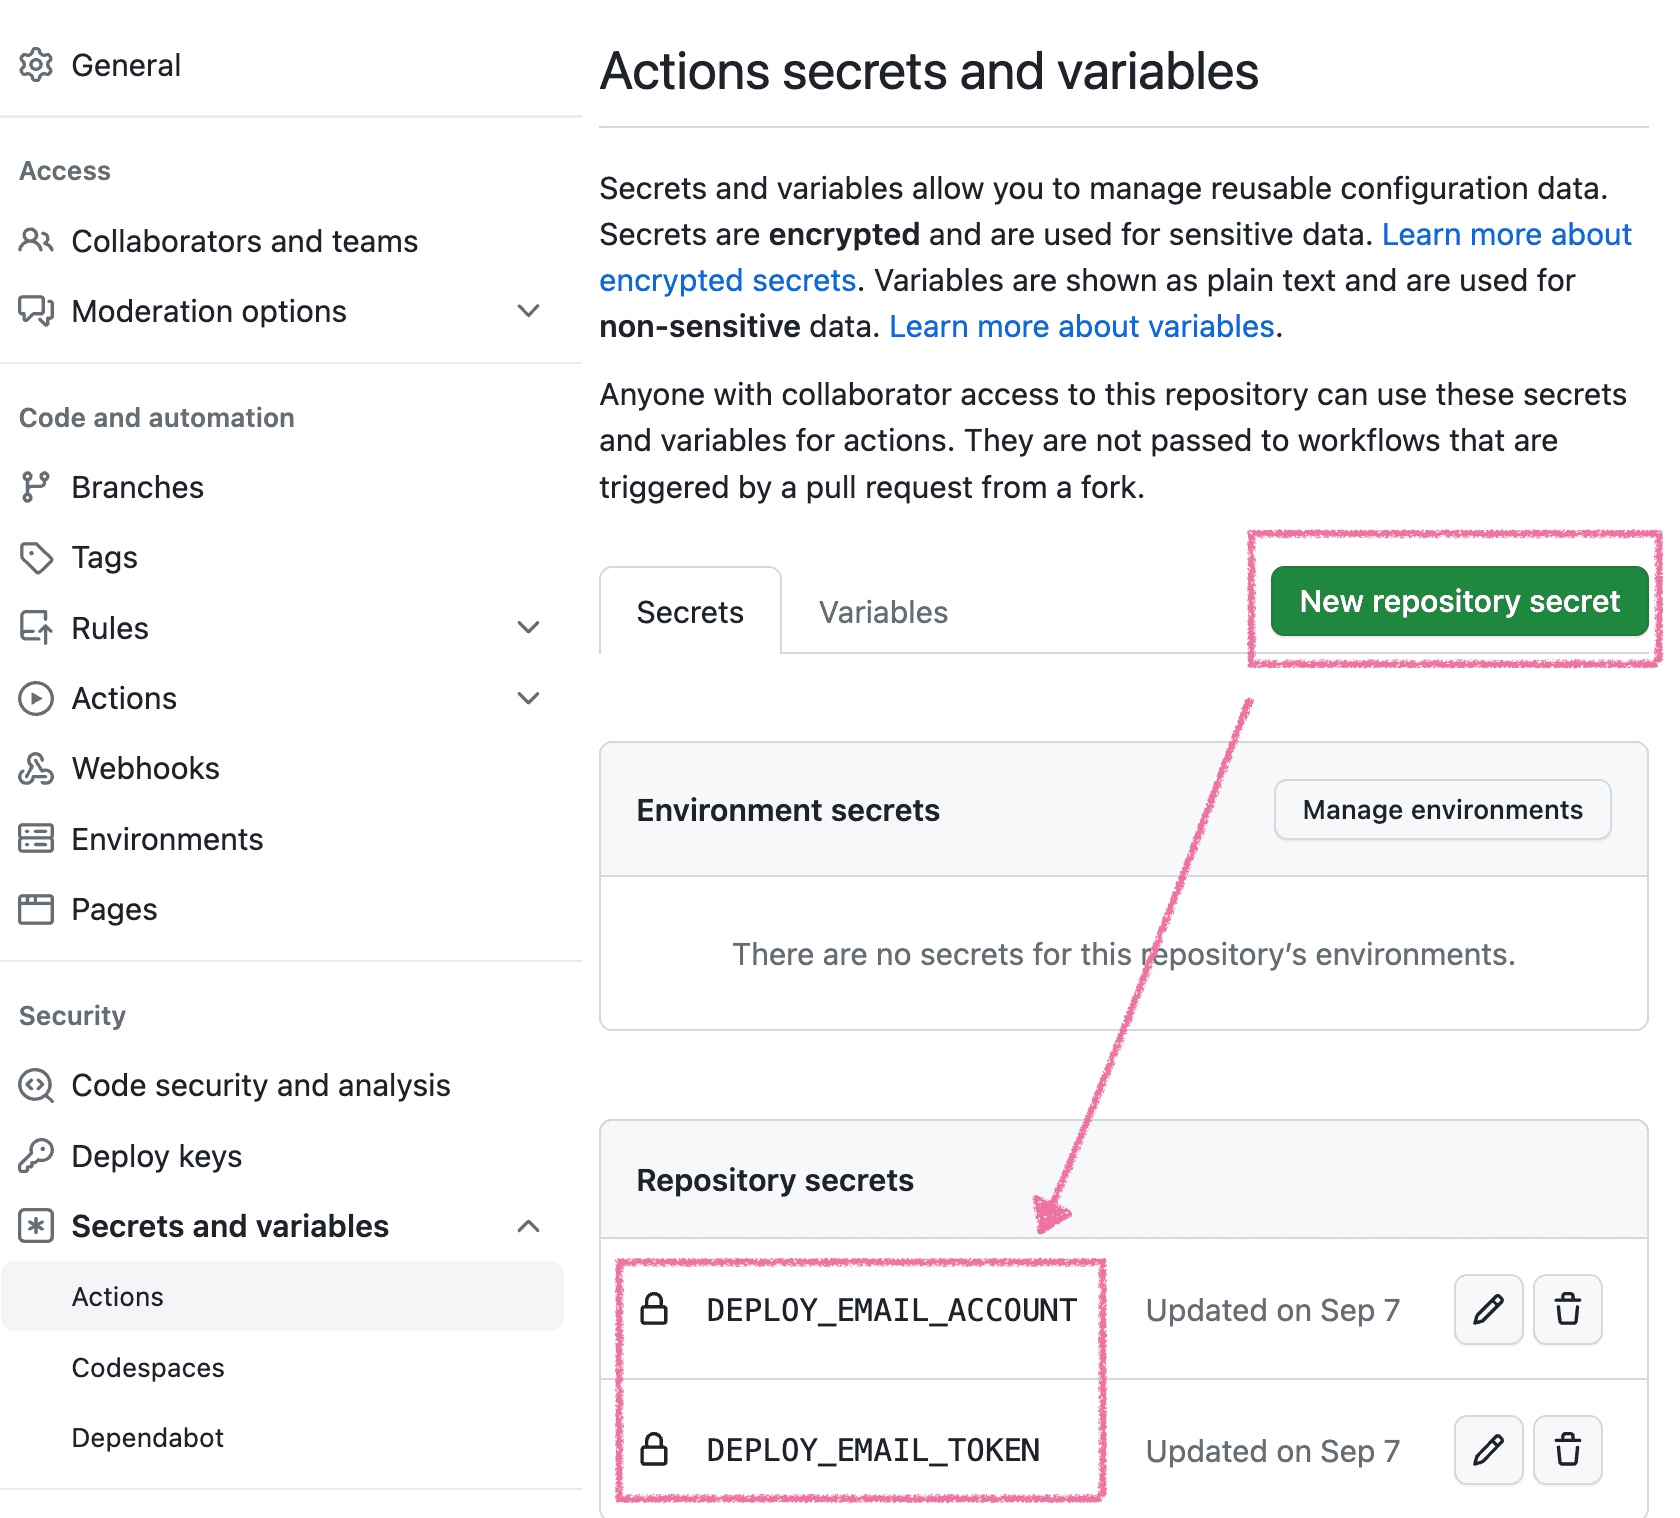 General
Access
Collaborators and teams
Moderation options
Code and automation
Branches
Tags
Rules
Actions
Webhooks
Environments
Pages
Security
Code security and analysis
Deploy keys
Secrets and variables
Actions
Codespaces
Dependabot
Actions secrets and variables
Secrets and variables allow you to manage reusable configuration data.
Secrets are encrypted and are used for sensitive data. Learn more about
encrypted secrets. Variables are shown as plain text and are used for
non-sensitive data. Learn more about variables.
Anyone with collaborator access to this repository can use these secrets
and variables for actions. They are not passed to workflows that are
triggered by a pull request from a fork.
Secrets Variables New repository secret
Environment secrets Manage environments
There are no secrets for this repository’s environments.
Repository secrets
DEPLOY_EMAIL_ACCOUNT Updated on Sep 7
DEPLOY_EMAIL_TOKEN Updated on Sep 7